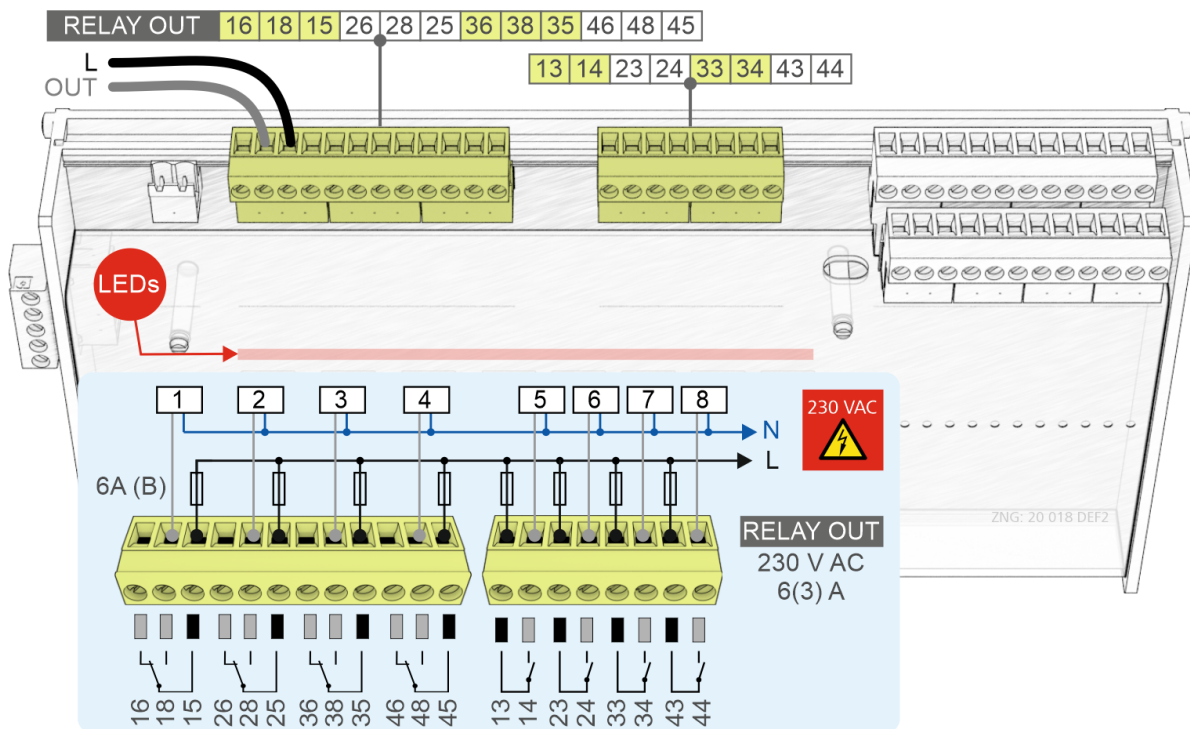 RELAY OUT 16 18 15 26 28 25 36 38 35 46 48 45
L
13 14 23 24 33 34 43 44
OUT
LEDs
1 2 3 4 5 6 7 8
230 VAC
N
L
6A (B)
ZNG: 20 018 DEF2
RELAY OUT
230 V AC
6(3) A
16 18 15 26 28 25 36 38 35 46 48 45 13 14 23 24 33 34 43 44